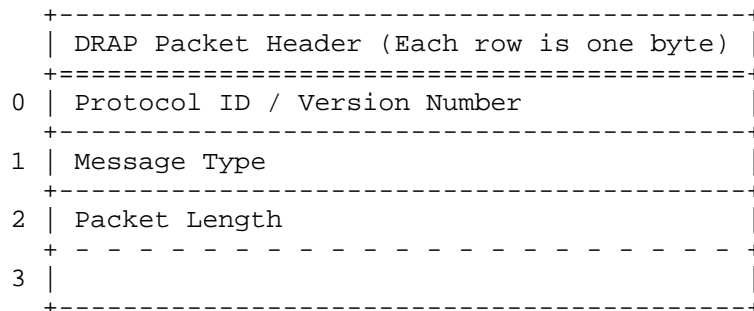 DRAP Packet Header (Each row is one byte)
0 | Protocol ID / Version Number
1 | Message Type
2 | Packet Length
3 |